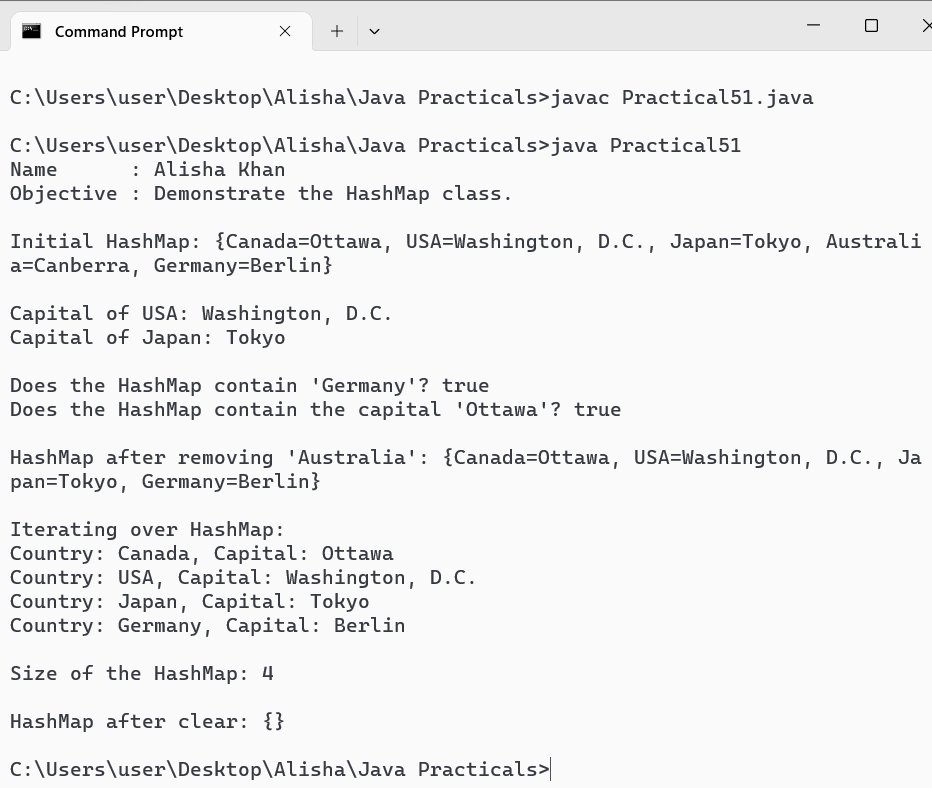 Command Prompt
C:\Users\user\Desktop\Alisha\Java Practicals>javac Practical51.java
C:\Users\user\Desktop\Alisha\Java Practicals>java Practical51
Name      : Alisha Khan
Objective : Demonstrate the HashMap class.
Initial HashMap: {Canada=Ottawa, USA=Washington, D.C., Japan=Tokyo, Australi
a=Canberra, Germany=Berlin}
Capital of USA: Washington, D.C.
Capital of Japan: Tokyo
Does the HashMap contain 'Germany'? true
Does the HashMap contain the capital 'Ottawa'? true
HashMap after removing 'Australia': {Canada=Ottawa, USA=Washington, D.C., Ja
pan=Tokyo, Germany=Berlin}
Iterating over HashMap:
Country: Canada, Capital: Ottawa
Country: USA, Capital: Washington, D.C.
Country: Japan, Capital: Tokyo
Country: Germany, Capital: Berlin
Size of the HashMap: 4
HashMap after clear: {}
C:\Users\user\Desktop\Alisha\Java Practicals>